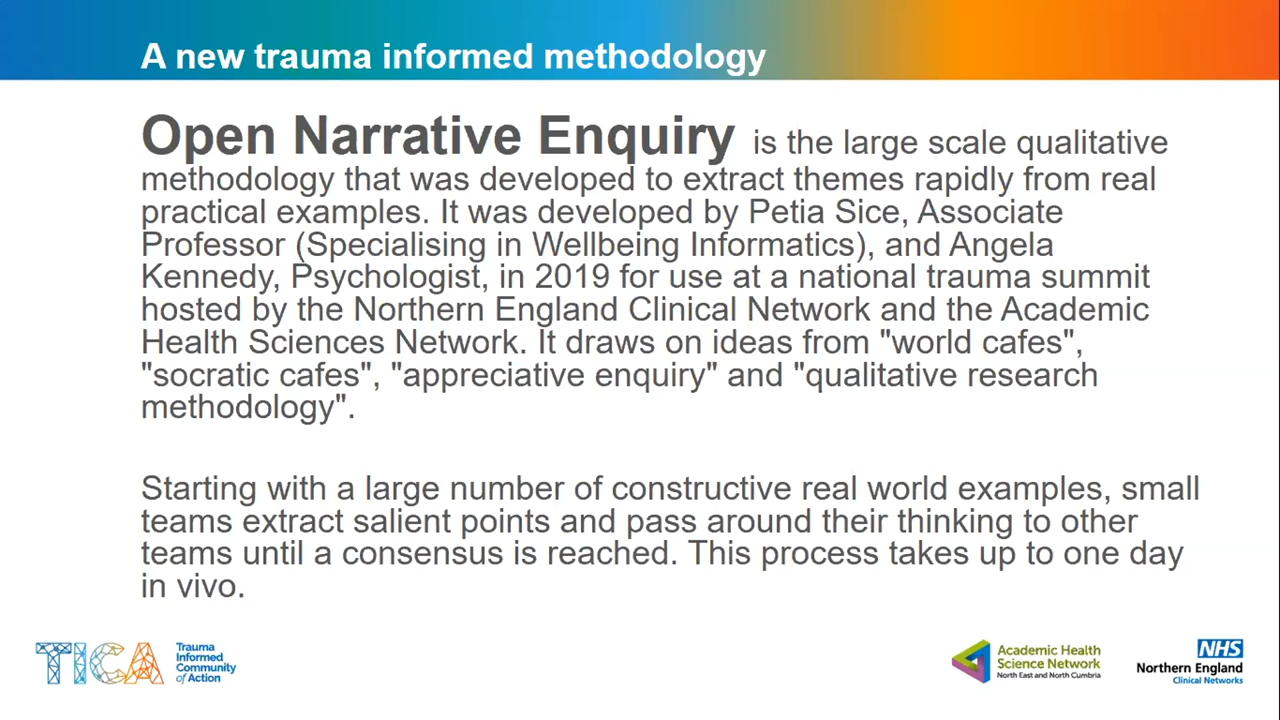 A new trauma informed methodology
Open Narrative Enquiry is the large scale qualitative
methodology that was developed to extract themes rapidly from real
practical examples. It was developed by Petia Sice, Associate
Professor (Specialising in Wellbeing Informatics), and Angela
Kennedy, Psychologist, in 2019 for use at a national trauma summit
hosted by the Northern England Clinical Network and the Academic
Health Sciences Network. It draws on ideas from "world cafes",
"socratic cafes", "appreciative enquiry" and "qualitative research
methodology".
Starting with a large number of constructive real world examples, small
teams extract salient points and pass around their thinking to other
teams until a consensus is reached. This process takes up to one day
in vivo.
TICA
Trauma
Informed
Community
of Action
Academic Health
Science Network
North East and North Cumbria
NHS
Northern England
Clinical Networks